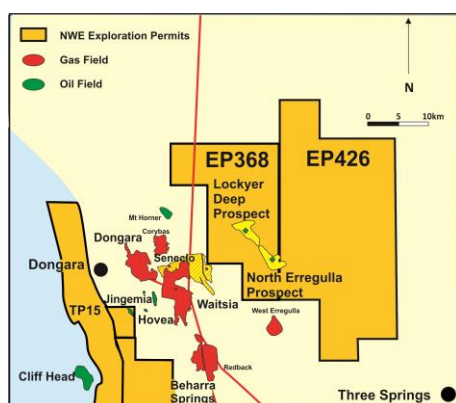 NWE Exploration Permits
Gas Field
Oil Field
N
0 5 10km
EP368
EP426
Lockyer
Deep
Prospect
Mt Horner
Corybas
Dongara
Senecio
Dongara
North Erregulla
Prospect
Jingemia
Waitsia
TP15
Hovea
West Erregulla
Redback
Cliff Head
Beharra
Springs
Three Springs